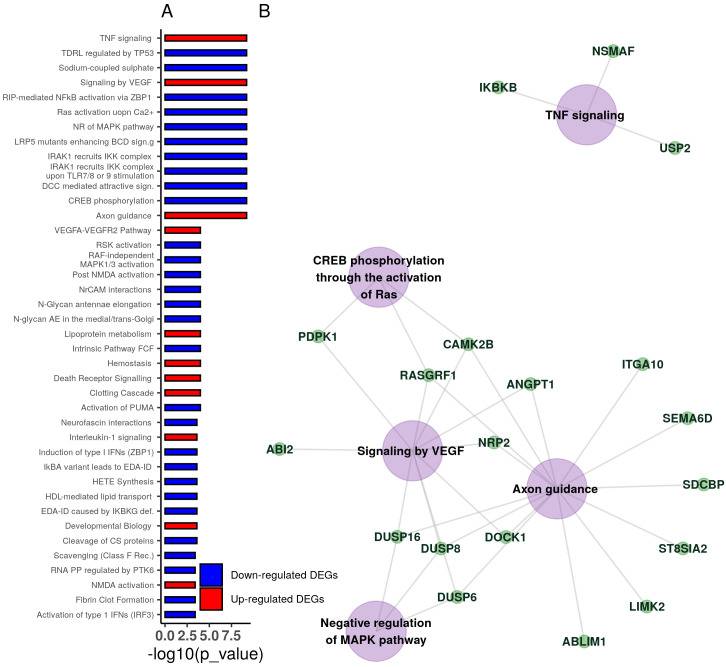 A
B
TNF signaling
TDRL regulated by TP53
Sodium-coupled sulphate
Signaling by VEGF
RIP-mediated NFkB activation via ZBP1
Ras activation uopn Ca2+
NR of MAPK pathway
LRP5 mutants enhancing BCD sign.g
IRAK1 recruits IKK complex
IRAK1 recruits IKK complex
upon TLR7/8 or 9 stimulation
DCC mediated attractive sign.
CREB phosphorylation
Axon guidance
VEGFA-VEGFR2 Pathway
RSK activation
RAF-independent
MAPK1/3 activation
Post NMDA activation
NrCAM interactions
N-Glycan antennae elongation
N-glycan AE in the medial/trans-Golgi
Lipoprotein metabolism
Intrinsic Pathway FCF
Hemostasis
Death Receptor Signalling
Clotting Cascade
Activation of PUMA
Neurofascin interactions
Interleukin-1 signaling
Induction of type I IFNs (ZBP1)
IkBA variant leads to EDA-ID
HETE Synthesis
HDL-mediated lipid transport
EDA-ID caused by IKBKG def.
Developmental Biology
Cleavage of CS proteins
Scavenging (Class F Rec.)
RNA PP regulated by PTK6
NMDA activation
Fibrin Clot Formation
Activation of type 1 IFNs (IRF3)
0.0 2.5 5.0 7.5
-log10(p_value)
Down-regulated DEGs
Up-regulated DEGs
NSMAF
IKBKB
TNF signaling
USP2
CREB phosphorylation
through the activation
of Ras
PDPK1
CAMK2B
RASGRF1
ANGPT1
ITGA10
SEMA6D
ABI2
Signaling by VEGF
NRP2
Axon guidance
SDCBP
DUSP16
DUSP8
DOCK1
ST8SIA2
DUSP6
LIMK2
Negative regulation
of MAPK pathway
ABLIM1